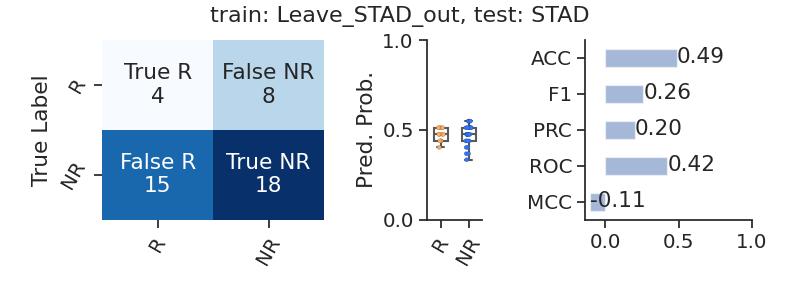 train: Leave_STAD_out, test: STAD
True Label
R
NR
True R
4
False NR
8
False R
15
True NR
18
R
NR
Pred. Prob.
1.0
0.5
0.0
R
NR
ACC
0.49
F1
0.26
PRC
0.20
ROC
0.42
MCC
-0.11
0.0
0.5
1.0